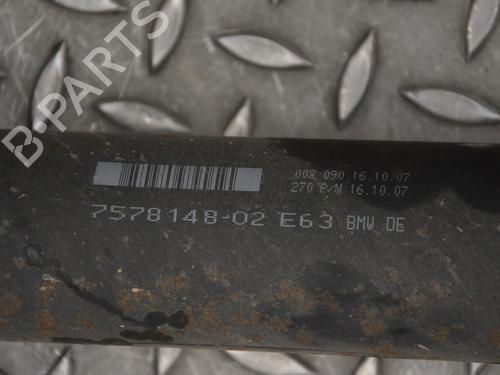 B-PARTS
002 090 16.10.07
270 P/M 16.10.07
7578148-02 E63 BMW DE